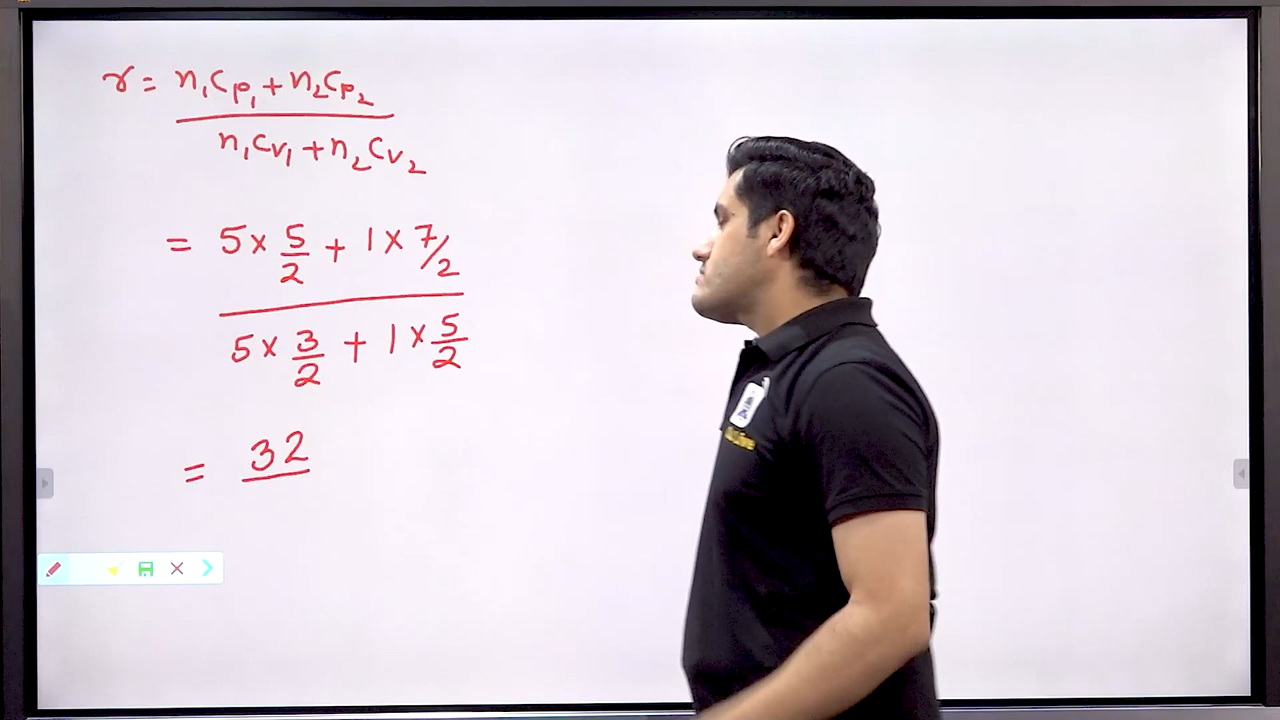 γ = n₁Cp₁ + n₂Cp₂
n₁Cv₁ + n₂Cv₂
= 5 × 5/2 + 1 × 7/2
5 × 3/2 + 1 × 5/2
= 32